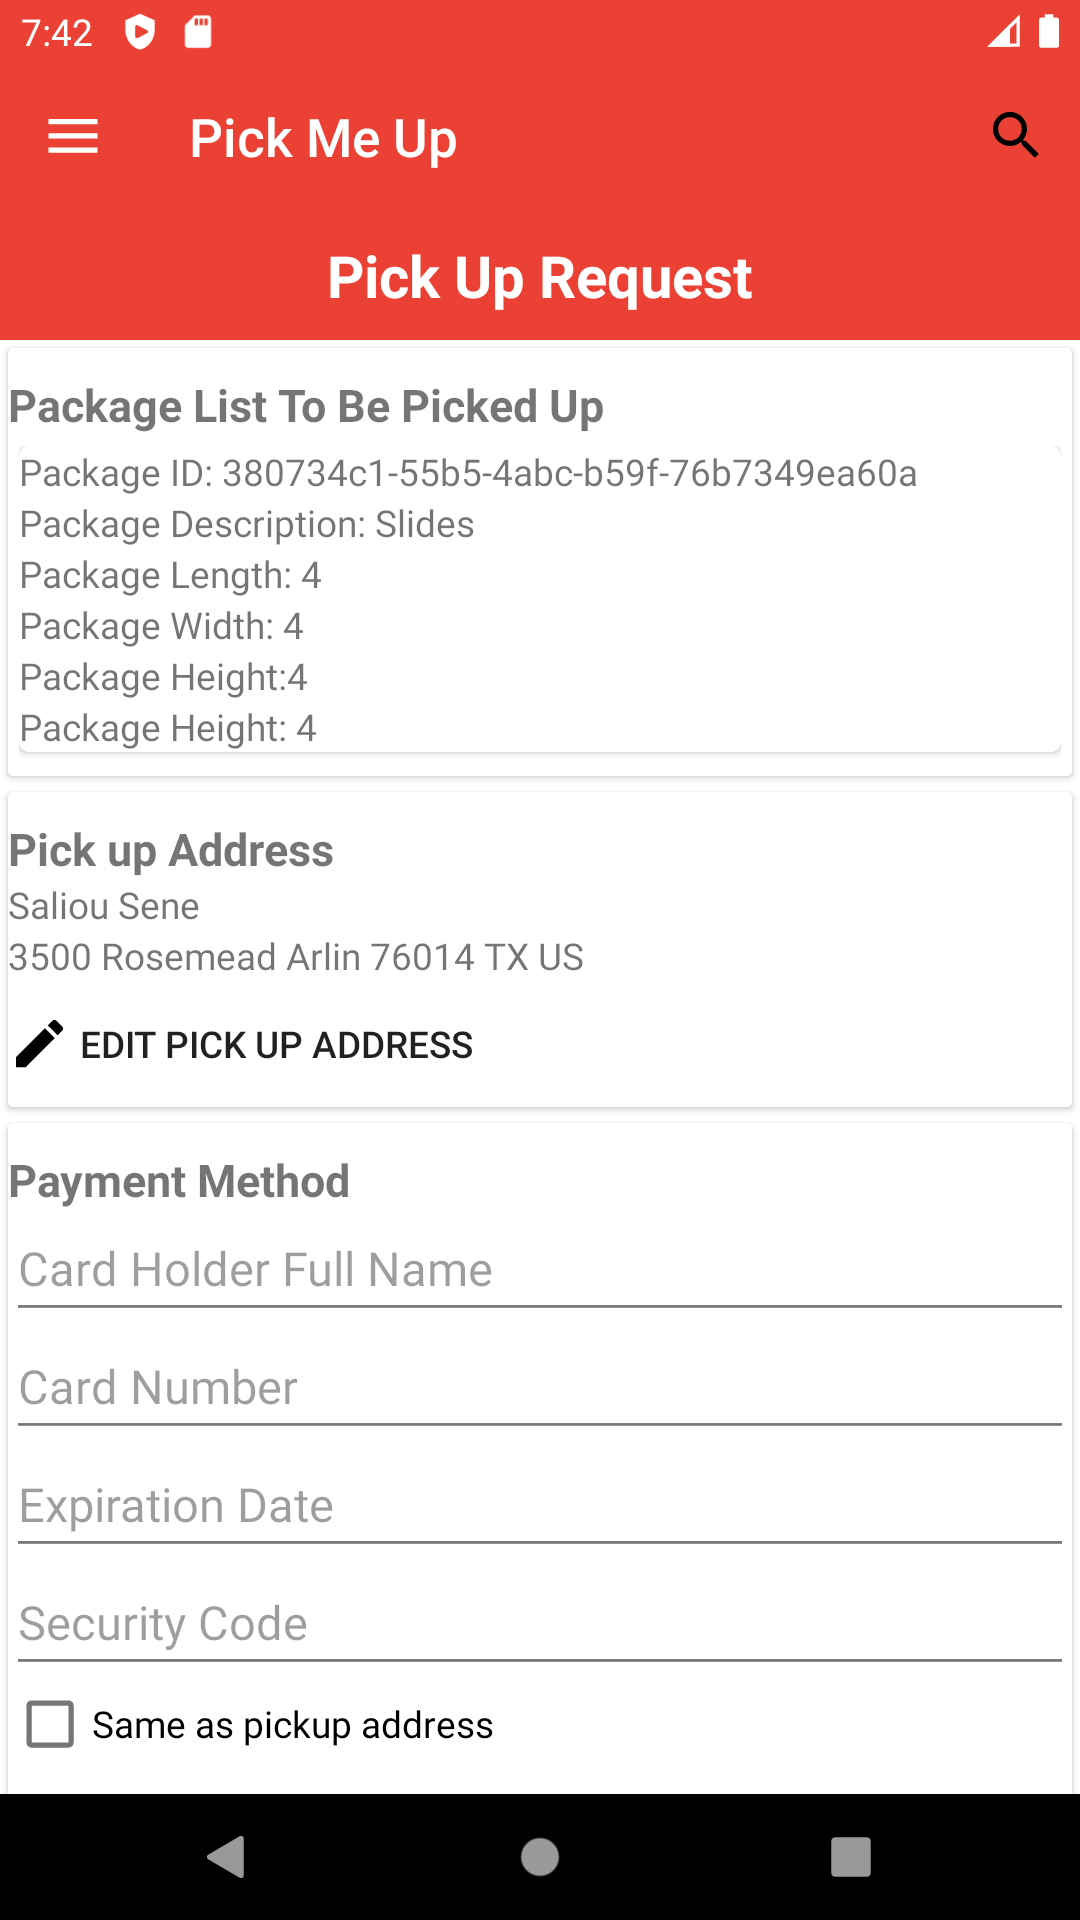 7:42
Pick Me Up
Pick Up Request
Package List To Be Picked Up
Package ID: 380734c1-55b5-4abc-b59f-76b7349ea60a
Package Description: Slides
Package Length: 4
Package Width: 4
Package Height:4
Package Height: 4
Pick up Address
Saliou Sene
3500 Rosemead Arlin 76014 TX US
EDIT PICK UP ADDRESS
Payment Method
Card Holder Full Name
Card Number
Expiration Date
Security Code
Same as pickup address